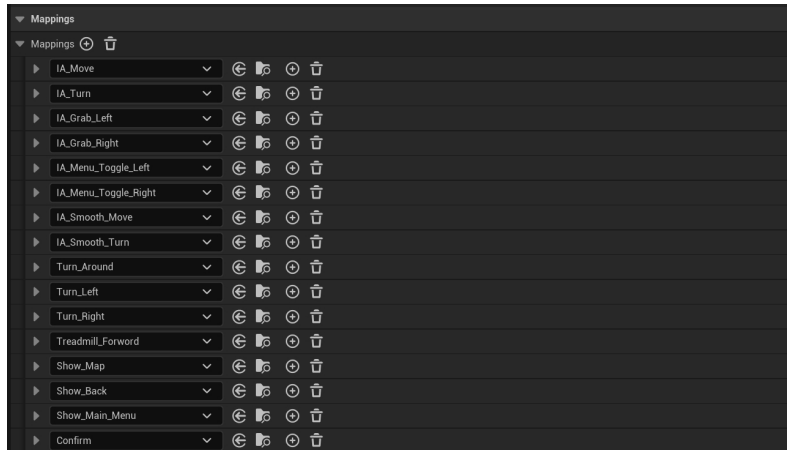 Mappings
Mappings
IA_Move
IA_Turn
IA_Grab_Left
IA_Grab_Right
IA_Menu_Toggle_Left
IA_Menu_Toggle_Right
IA_Smooth_Move
IA_Smooth_Turn
Turn_Around
Turn_Left
Turn_Right
Treadmill_Forword
Show_Map
Show_Back
Show_Main_Menu
Confirm